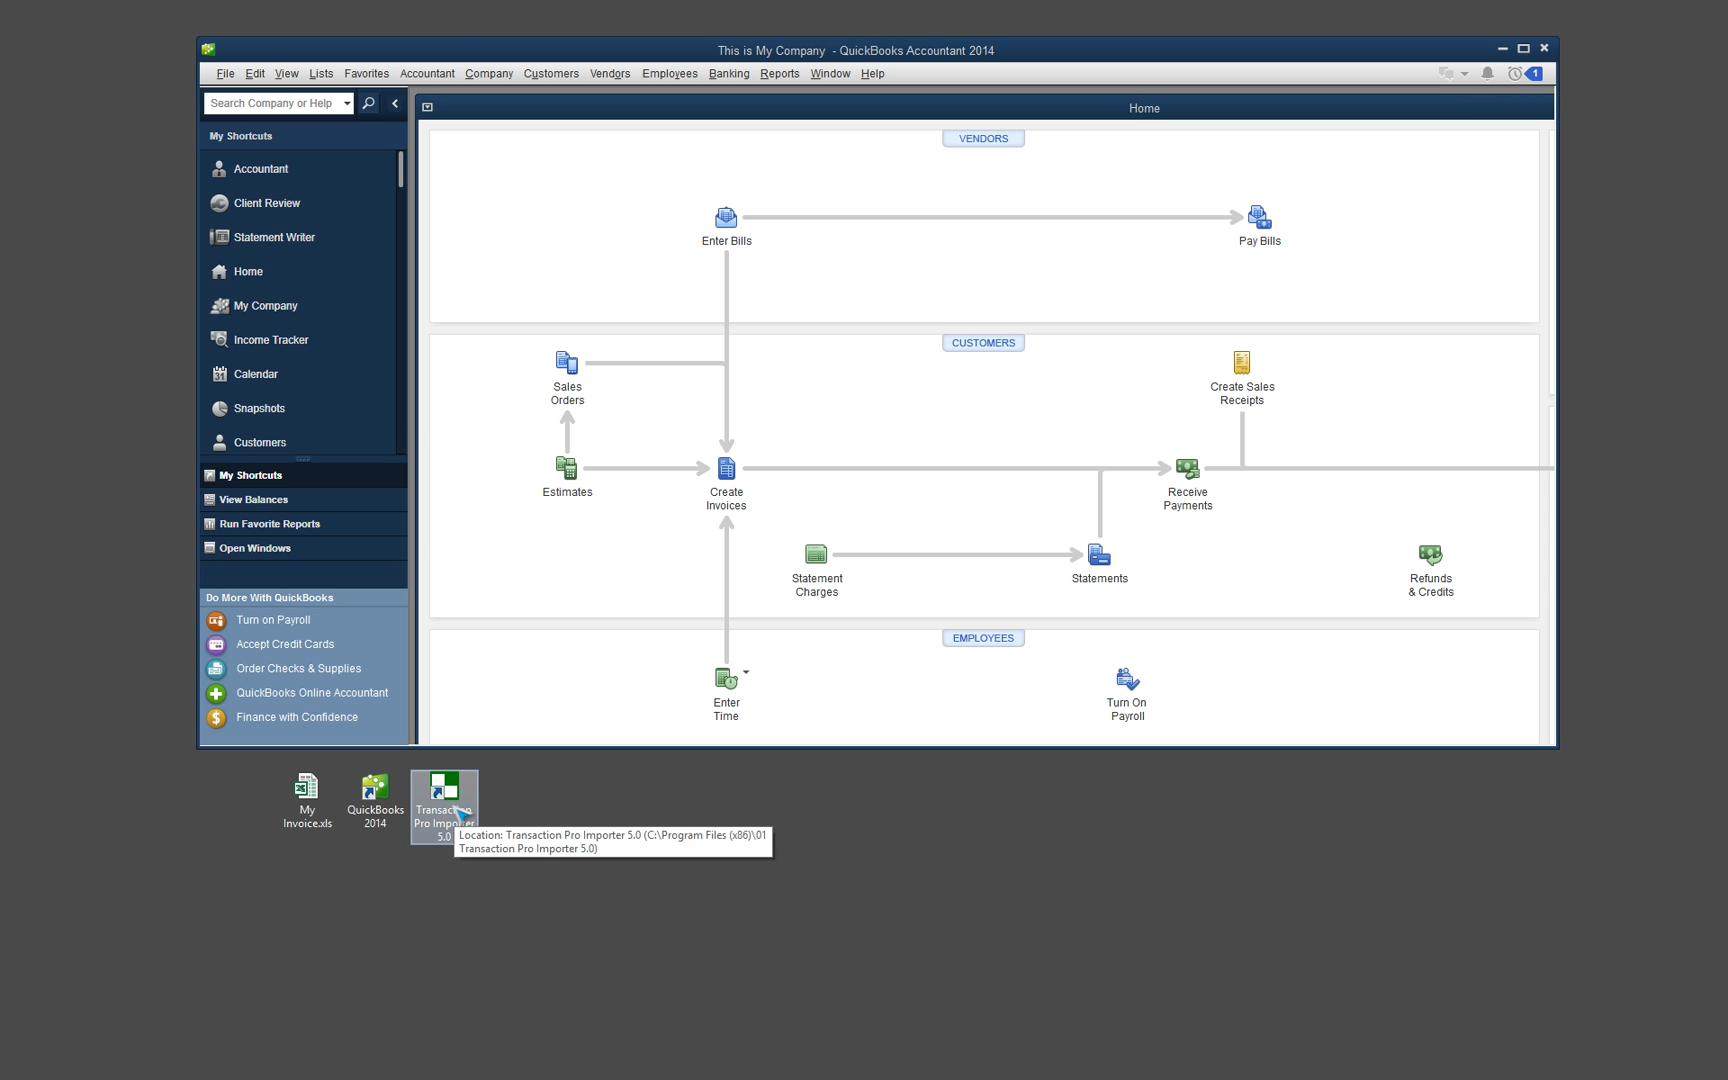 This is My Company - QuickBooks Accountant 2014
File Edit View Lists Favorites Accountant Company Customers Vendors Employees Banking Reports Window Help
1
Search Company or Help
Home
My Shortcuts
Accountant
Client Review
Statement Writer
Home
My Company
Income Tracker
Calendar
Snapshots
Customers
My Shortcuts
View Balances
Run Favorite Reports
Open Windows
Do More With QuickBooks
Turn on Payroll
Accept Credit Cards
Order Checks & Supplies
QuickBooks Online Accountant
Finance with Confidence
VENDORS
Enter Bills
Pay Bills
CUSTOMERS
Sales
Orders
Create Sales
Receipts
Estimates
Create
Invoices
Receive
Payments
Statement
Charges
Statements
Refunds
& Credits
EMPLOYEES
Enter
Time
Turn On
Payroll
My
Invoice.xls
QuickBooks
2014
Transaction
Pro Importer
5.0
Location: Transaction Pro Importer 5.0 (C:\Program Files (x86)\01
Transaction Pro Importer 5.0)